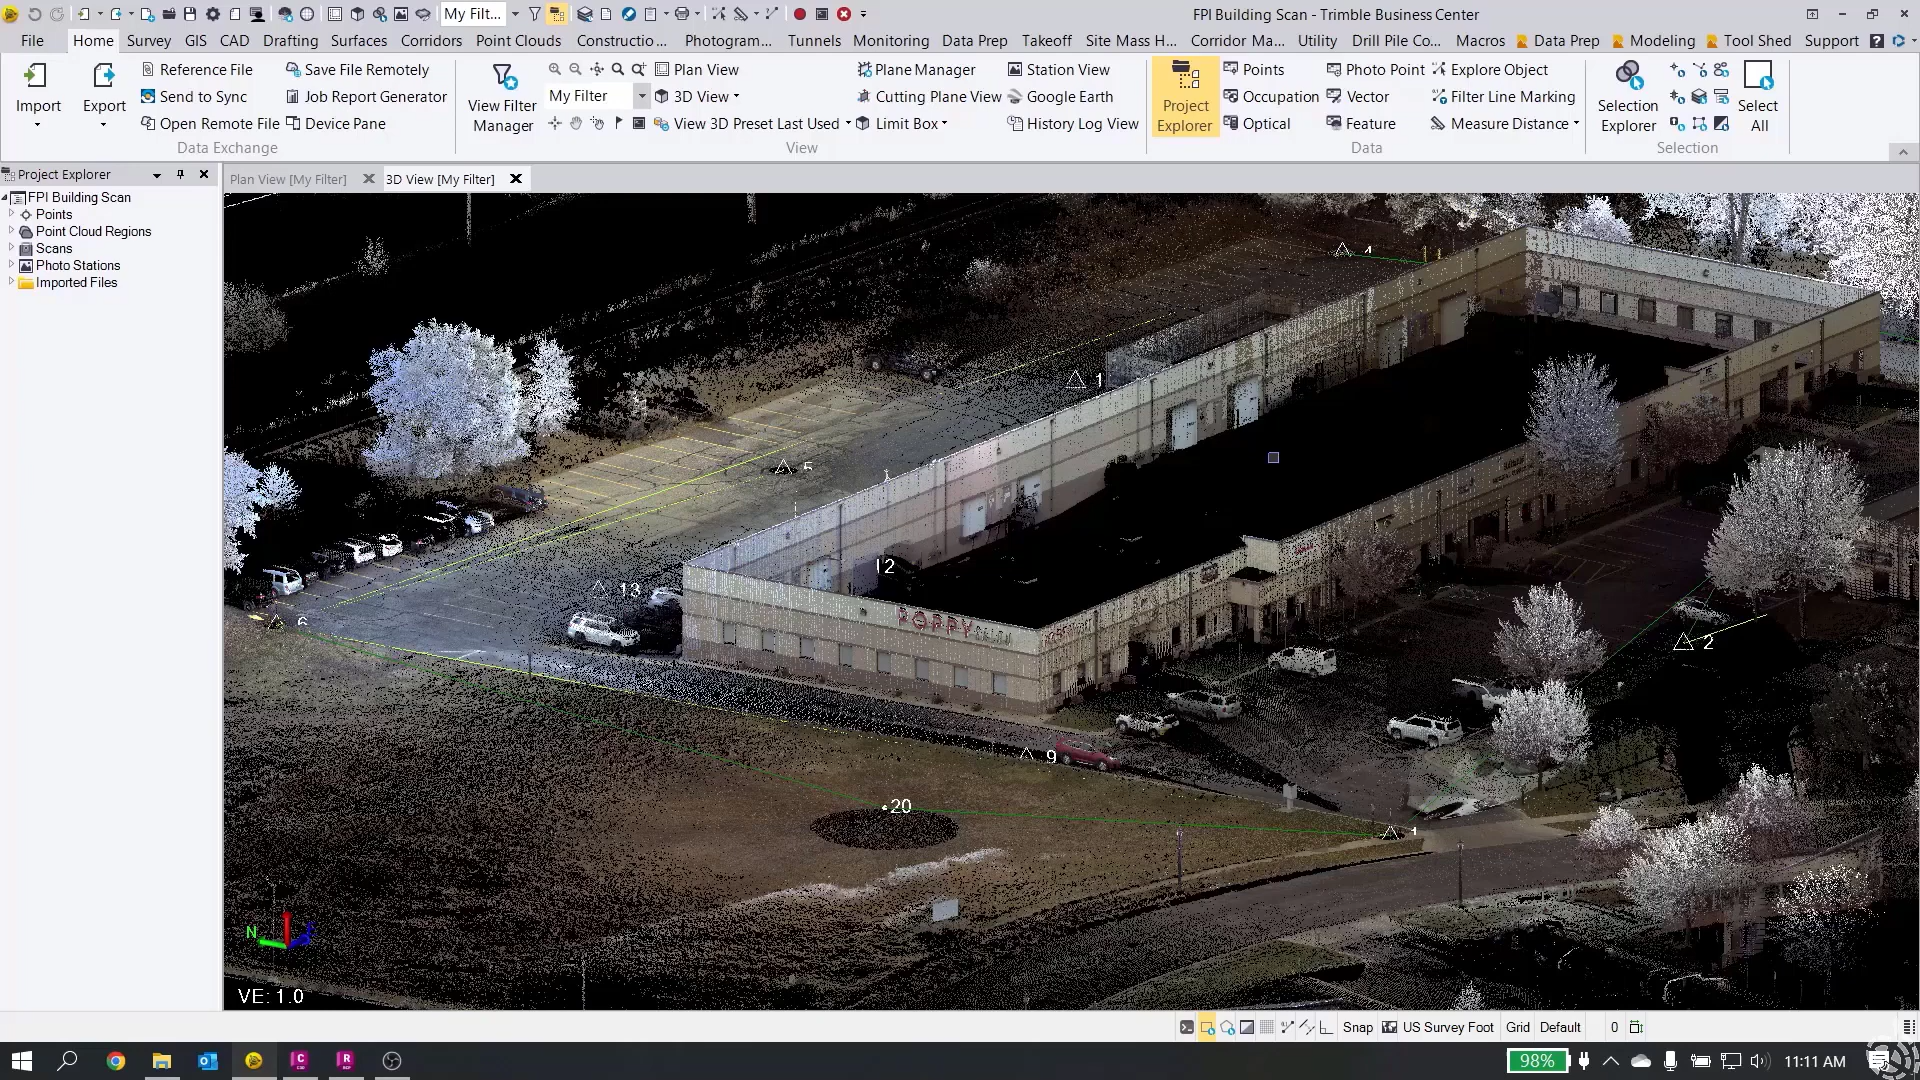 My Filt...
FPI Building Scan - Trimble Business Center
File Home Survey GIS CAD Drafting Surfaces Corridors Point Clouds Constructio... Photogram... Tunnels Monitoring Data Prep Takeoff Site Mass H... Corridor Ma... Utility Drill Pile Co... Macros Data Prep Modeling Tool Shed Support
Import
Export
Reference File
Send to Sync
Open Remote File
Save File Remotely
Job Report Generator
Device Pane
Data Exchange
View Filter
Manager
My Filter
Plan View
3D View
View 3D Preset Last Used
Plane Manager
Cutting Plane View
Limit Box
Station View
Google Earth
History Log View
View
Project
Explorer
Points
Occupation
Optical
Photo Point
Vector
Feature
Explore Object
Filter Line Marking
Measure Distance
Data
Selection
Explorer
Select
All
Selection
Project Explorer
FPI Building Scan
Points
Point Cloud Regions
Scans
Photo Stations
Imported Files
Plan View [My Filter]
3D View [My Filter]
4
1
5
12
13
6
POPPY
2
9
20
1
N
VE: 1.0
Snap US Survey Foot Grid Default 0
98% 11:11 AM